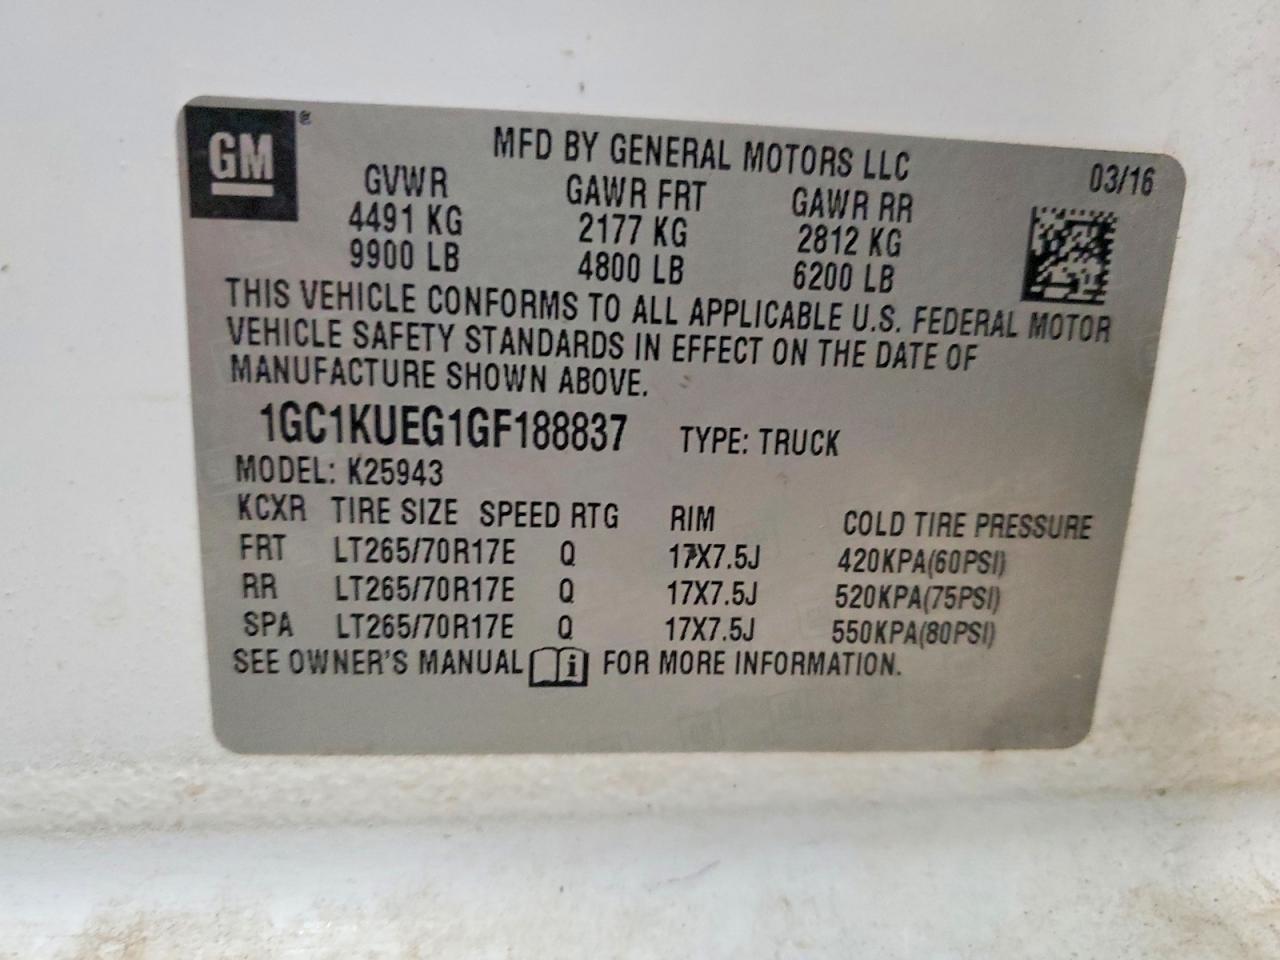 GM
MFD BY GENERAL MOTORS LLC 03/16
GVWR GAWR FRT GAWR RR
4491 KG 2177 KG 2812 KG
9900 LB 4800 LB 6200 LB
THIS VEHICLE CONFORMS TO ALL APPLICABLE U.S. FEDERAL MOTOR
VEHICLE SAFETY STANDARDS IN EFFECT ON THE DATE OF
MANUFACTURE SHOWN ABOVE.
1GC1KUEG1GF188837 TYPE: TRUCK
MODEL: K25943
KCXR TIRE SIZE SPEED RTG RIM COLD TIRE PRESSURE
FRT LT265/70R17E Q 17X7.5J 420KPA(60PSI)
RR LT265/70R17E Q 17X7.5J 520KPA(75PSI)
SPA LT265/70R17E Q 17X7.5J 550KPA(80PSI)
SEE OWNER'S MANUAL i FOR MORE INFORMATION.